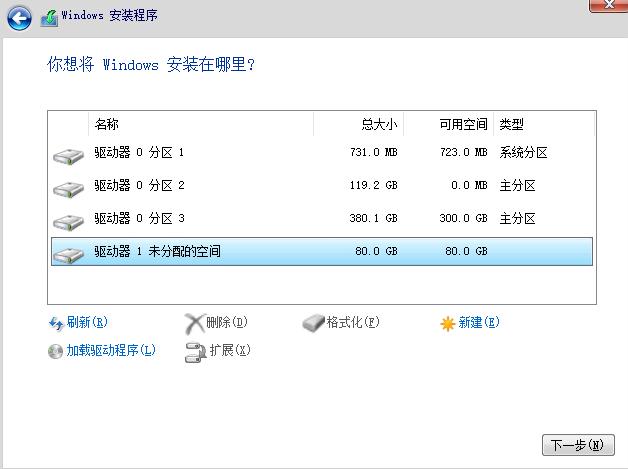 Windows 安装程序
你想将 Windows 安装在哪里?
名称 总大小 可用空间 类型
驱动器 0 分区 1 731.0 MB 723.0 MB 系统分区
驱动器 0 分区 2 119.2 GB 0.0 MB 主分区
驱动器 0 分区 3 380.1 GB 300.0 GB 主分区
驱动器 1 未分配的空间 80.0 GB 80.0 GB
刷新(R) 删除(D) 格式化(F) 新建(E)
加载驱动程序(L) 扩展(X)
下一步(N)